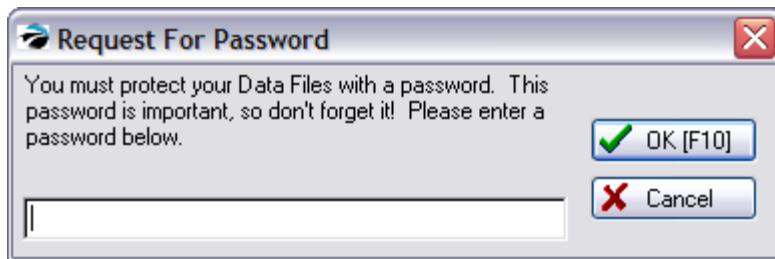 Request For Password
You must protect your Data Files with a password.  This
password is important, so don't forget it!  Please enter a
password below.
OK [F10]
Cancel